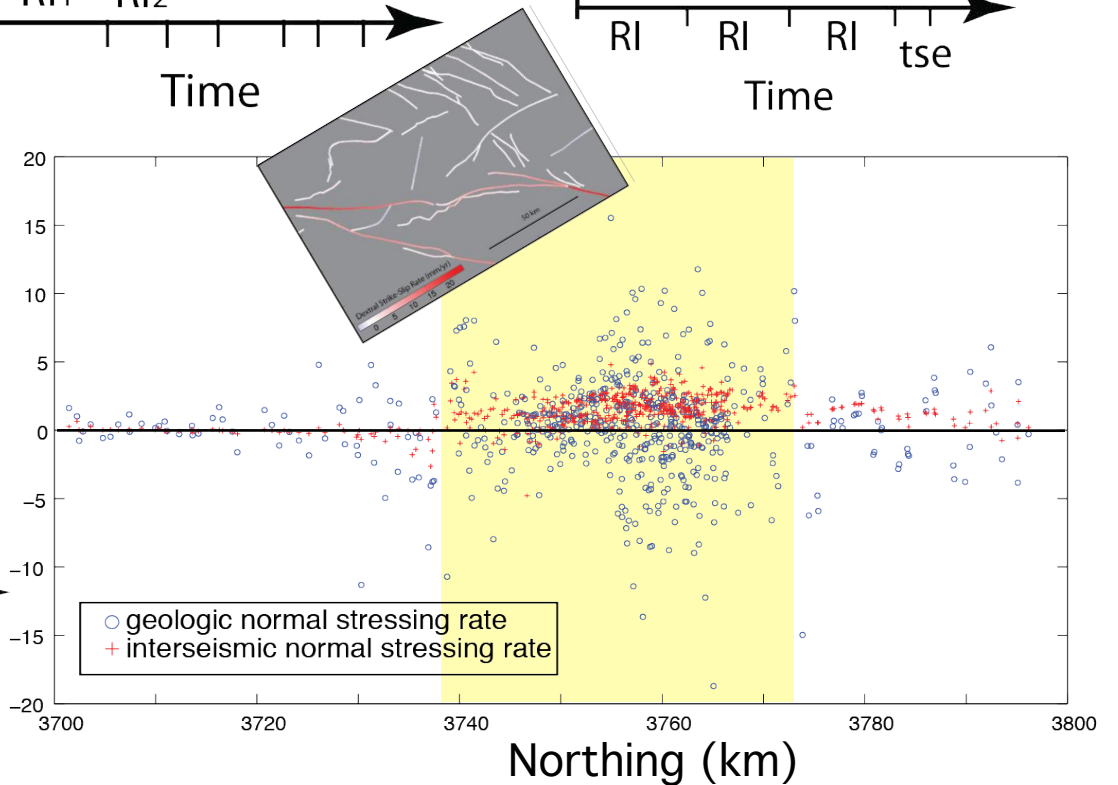 RI RI
tse
Time
Time
50 km
Dextral Strike-Slip Rate (mm/yr)
0 5 10 15 20
RI RI RI
20
15
10
5
0
−5
−10
−15
−20
geologic normal stressing rate
interseismic normal stressing rate
3700 3720 3740 3760 3780 3800
Northing (km)